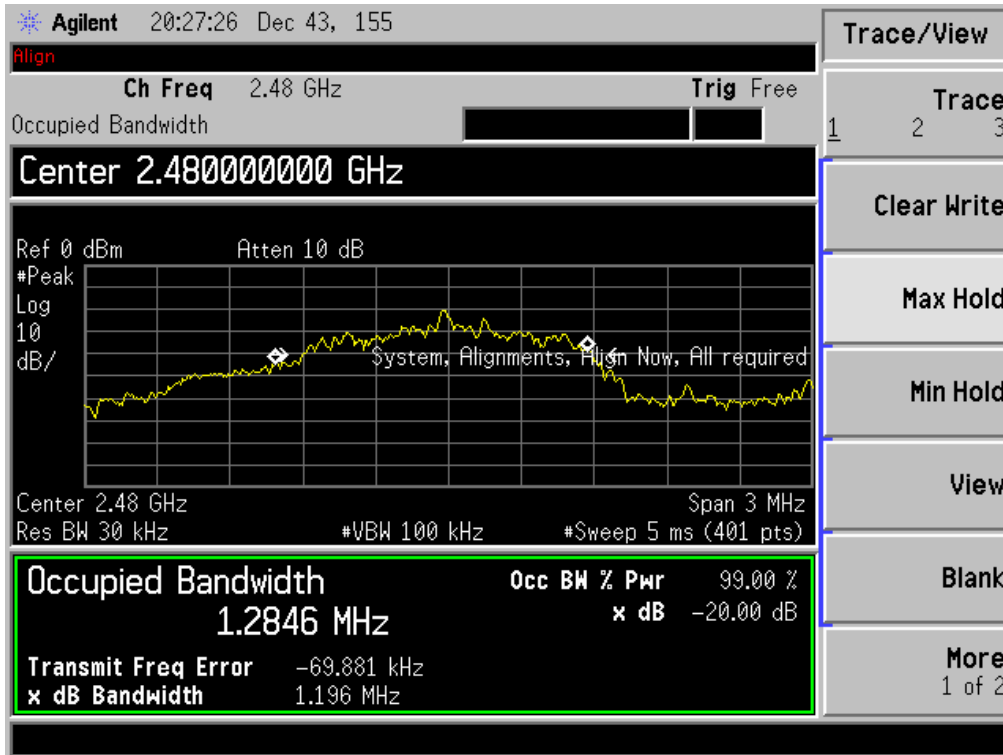 Agilent 20:27:26 Dec 43, 155
Trace/View
Align
Ch Freq 2.48 GHz Trig Free
Occupied Bandwidth
Trace
1 2 3
Center 2.480000000 GHz
Clear Write
Ref 0 dBm Atten 10 dB
#Peak
Log
10
dB/
Max Hold
System, Alignments, Align Now, All required
Min Hold
View
Center 2.48 GHz Span 3 MHz
Res BW 30 kHz #VBW 100 kHz #Sweep 5 ms (401 pts)
Occupied Bandwidth Occ BW % Pwr 99.00 %
1.2846 MHz x dB -20.00 dB
Blank
Transmit Freq Error -69.881 kHz
x dB Bandwidth 1.196 MHz
More
1 of 2